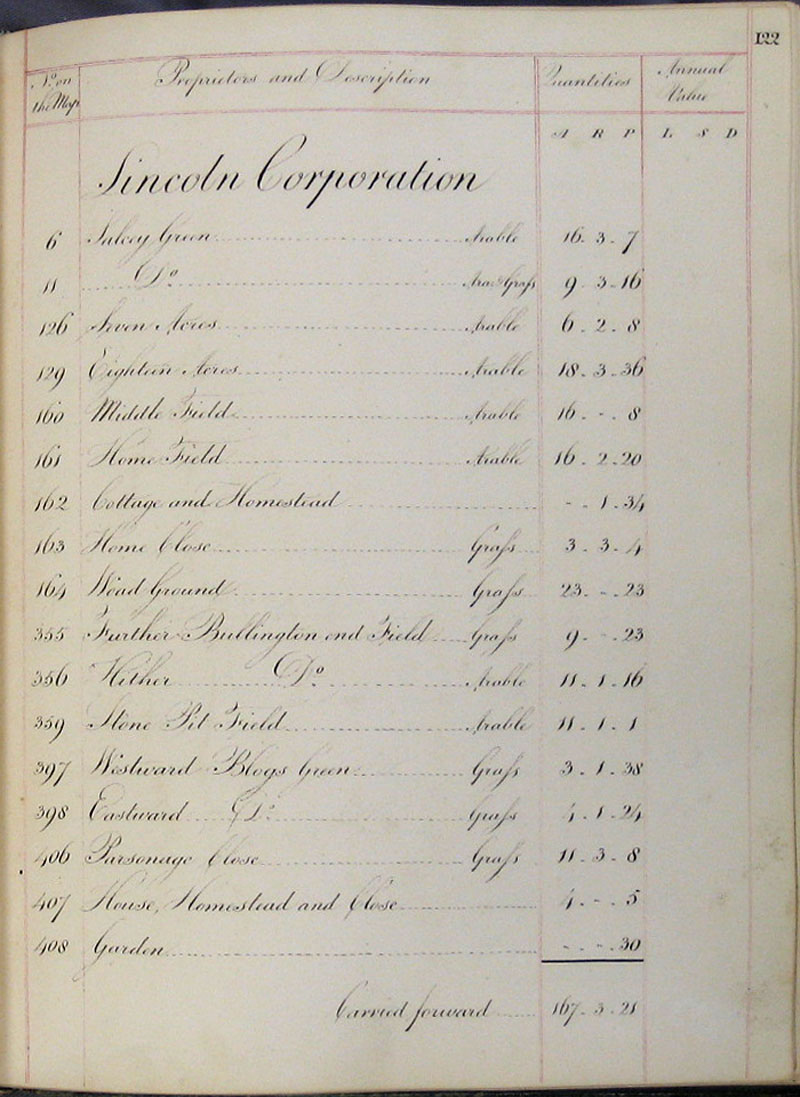 122
No. on the Map Proprietors and Description Quantities Annual Value
A R P L S D
Lincoln Corporation
6 Salcey Green Arable 16 - 3 - 7
11 Do. Ara. & Grass 9 - 3 - 16
126 Seven Acres Arable 6 - 2 - 8
129 Eighteen Acres Arable 18 - 3 - 36
160 Middle Field Arable 16 - - - 8
161 Home Field Arable 16 - 2 - 20
162 Cottage and Homestead - - 1 - 34
163 Home Close Grass 3 - 3 - 4
164 Woad Ground Grass 23 - - - 23
355 Further Bullington end Field Grass 9 - - - 23
356 Hither Do. Arable 11 - 1 - 16
359 Stone Pit Field Arable 11 - 1 - 1
397 Westward Blogs Green Grass 3 - 1 - 38
398 Eastward Do. Grass 4 - 1 - 24
406 Parsonage Close Grass 11 - 3 - 8
407 House, Homestead and Close 4 - - - 5
408 Garden - - - - 30
Carried forward 167 - 3 - 21